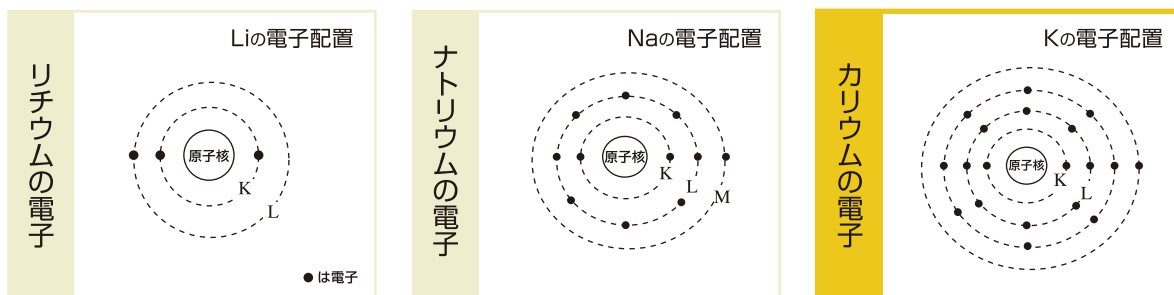 リチウムの電子
Liの電子配置
原子核
K
L
●は電子
ナトリウムの電子
Naの電子配置
原子核
K
L
M
カリウムの電子
Kの電子配置
原子核
K
L